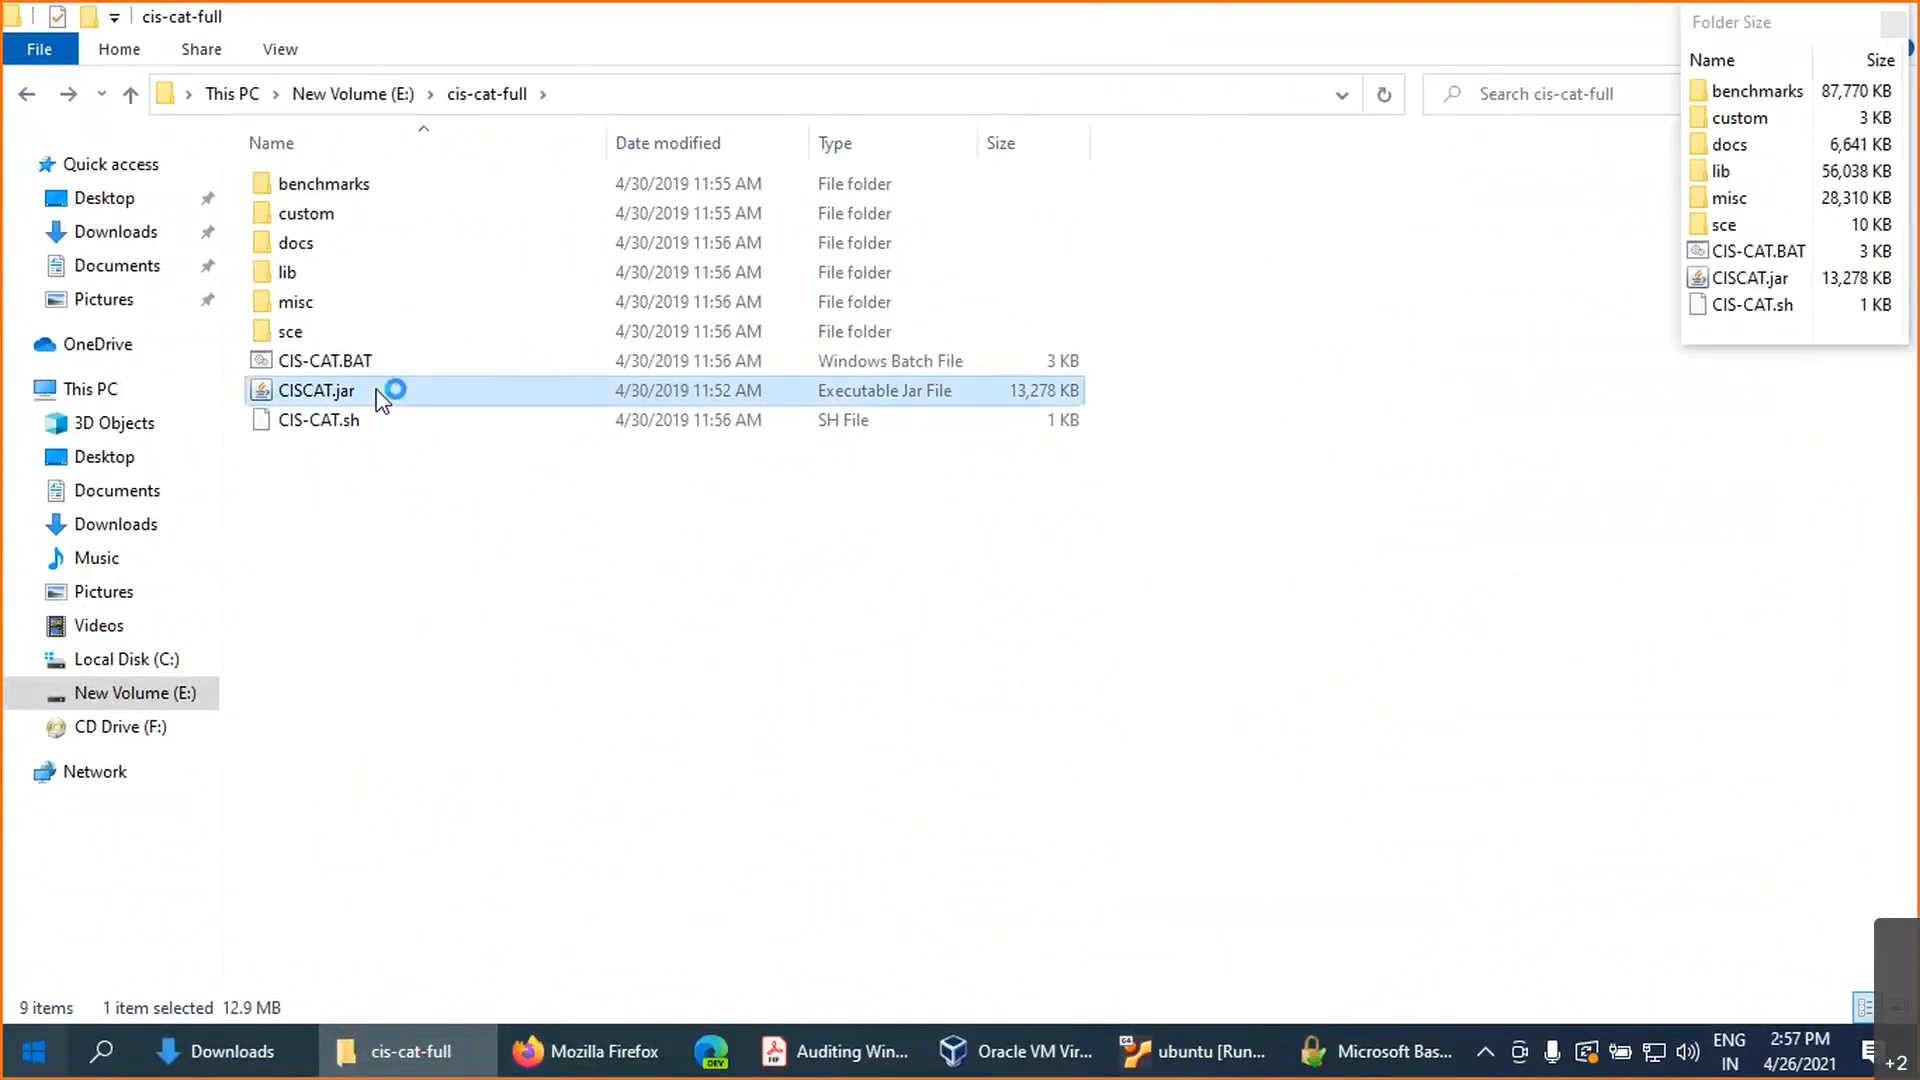 cis-cat-full
File Home Share View
This PC New Volume (E:) cis-cat-full
Search cis-cat-full
Name Date modified Type Size
benchmarks 4/30/2019 11:55 AM File folder
custom 4/30/2019 11:55 AM File folder
docs 4/30/2019 11:55 AM File folder
lib 4/30/2019 11:56 AM File folder
misc 4/30/2019 11:56 AM File folder
sce 4/30/2019 11:56 AM File folder
CIS-CAT.BAT 4/30/2019 11:56 AM Windows Batch File 3 KB
CISCAT.jar 4/30/2019 11:52 AM Executable Jar File 13,278 KB
CIS-CAT.sh 4/30/2019 11:56 AM SH File 1 KB
Quick access
Desktop
Downloads
Documents
Pictures
OneDrive
This PC
3D Objects
Desktop
Documents
Downloads
Music
Pictures
Videos
Local Disk (C:)
New Volume (E:)
CD Drive (F:)
Network
Folder Size
Name Size
benchmarks 87,770 KB
custom 3 KB
docs 6,641 KB
lib 56,038 KB
misc 28,310 KB
sce 10 KB
CIS-CAT.BAT 3 KB
CISCAT.jar 13,278 KB
CIS-CAT.sh 1 KB
9 items 1 item selected 12.9 MB
Downloads cis-cat-full Mozilla Firefox DEV Auditing Win... Oracle VM Vir... ubuntu [Run... Microsoft Bas... ENG 2:57 PM
IN 4/26/2021 +2